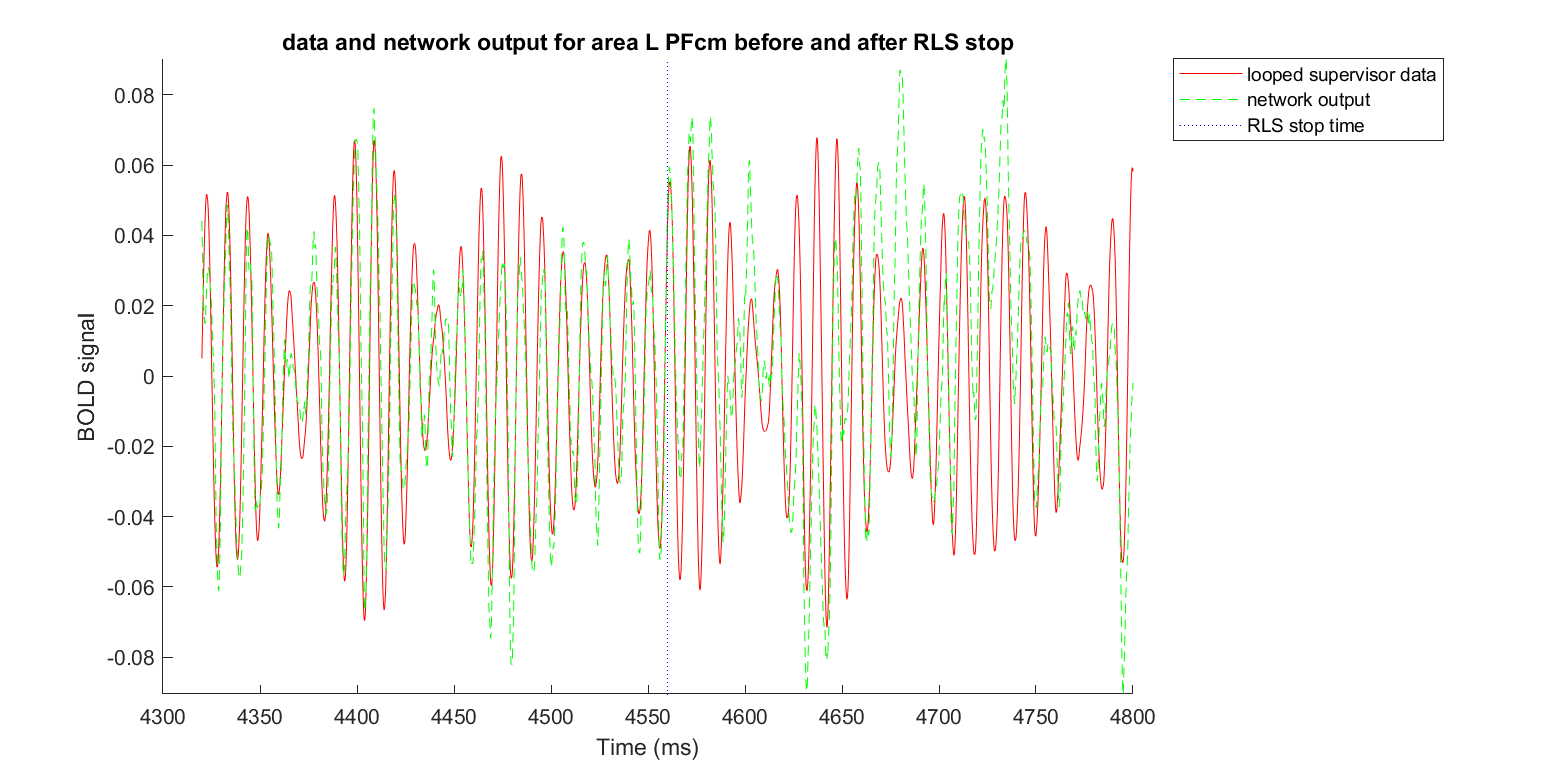 data and network output for area L PFcm before and after RLS stop
looped supervisor data
network output
RLS stop time
0.08
0.06
0.04
0.02
0
-0.02
-0.04
-0.06
-0.08
BOLD signal
4300 4350 4400 4450 4500 4550 4600 4650 4700 4750 4800
Time (ms)